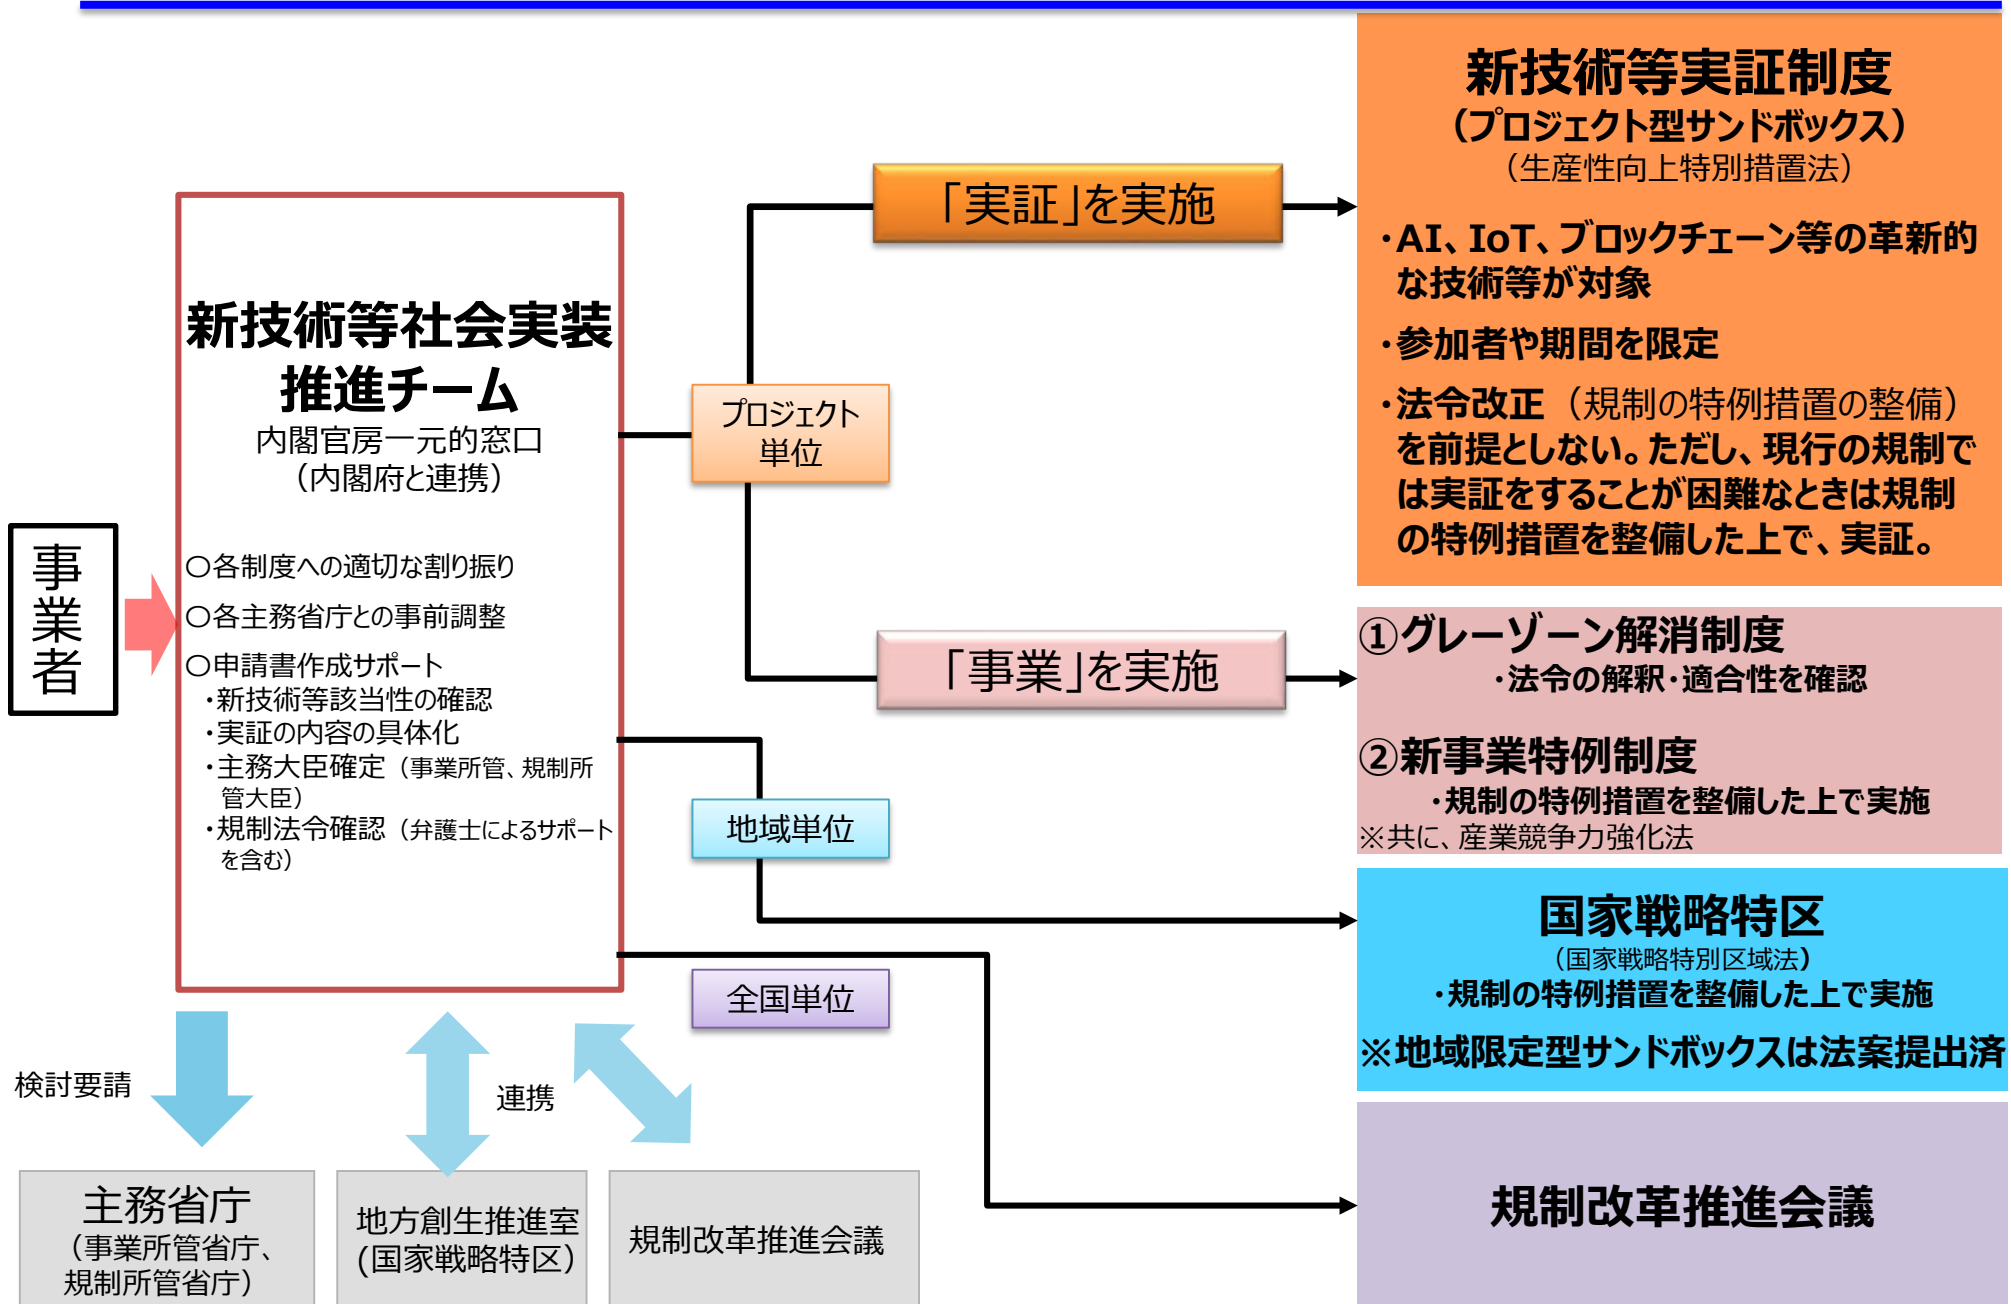 事業者
新技術等社会実装
推進チーム
内閣官房一元的窓口
（内閣府と連携）
〇各制度への適切な割り振り
〇各主務省庁との事前調整
〇申請書作成サポート
・新技術等該当性の確認
・実証の内容の具体化
・主務大臣確定（事業所管、規制所
管大臣）
・規制法令確認（弁護士によるサポート
を含む）
検討要請
連携
主務省庁
（事業所管省庁、
規制所管省庁）
地方創生推進室
(国家戦略特区）
規制改革推進会議
プロジェクト
単位
地域単位
全国単位
「実証」を実施
「事業」を実施
新技術等実証制度
（プロジェクト型サンドボックス）
（生産性向上特別措置法）
・AI、IoT、ブロックチェーン等の革新的
な技術等が対象
・参加者や期間を限定
・法令改正（規制の特例措置の整備）
を前提としない。ただし、現行の規制で
は実証をすることが困難なときは規制
の特例措置を整備した上で、実証。
①グレーゾーン解消制度
・法令の解釈・適合性を確認
②新事業特例制度
・規制の特例措置を整備した上で実施
※共に、産業競争力強化法
国家戦略特区
（国家戦略特別区域法）
・規制の特例措置を整備した上で実施
※地域限定型サンドボックスは法案提出済
規制改革推進会議